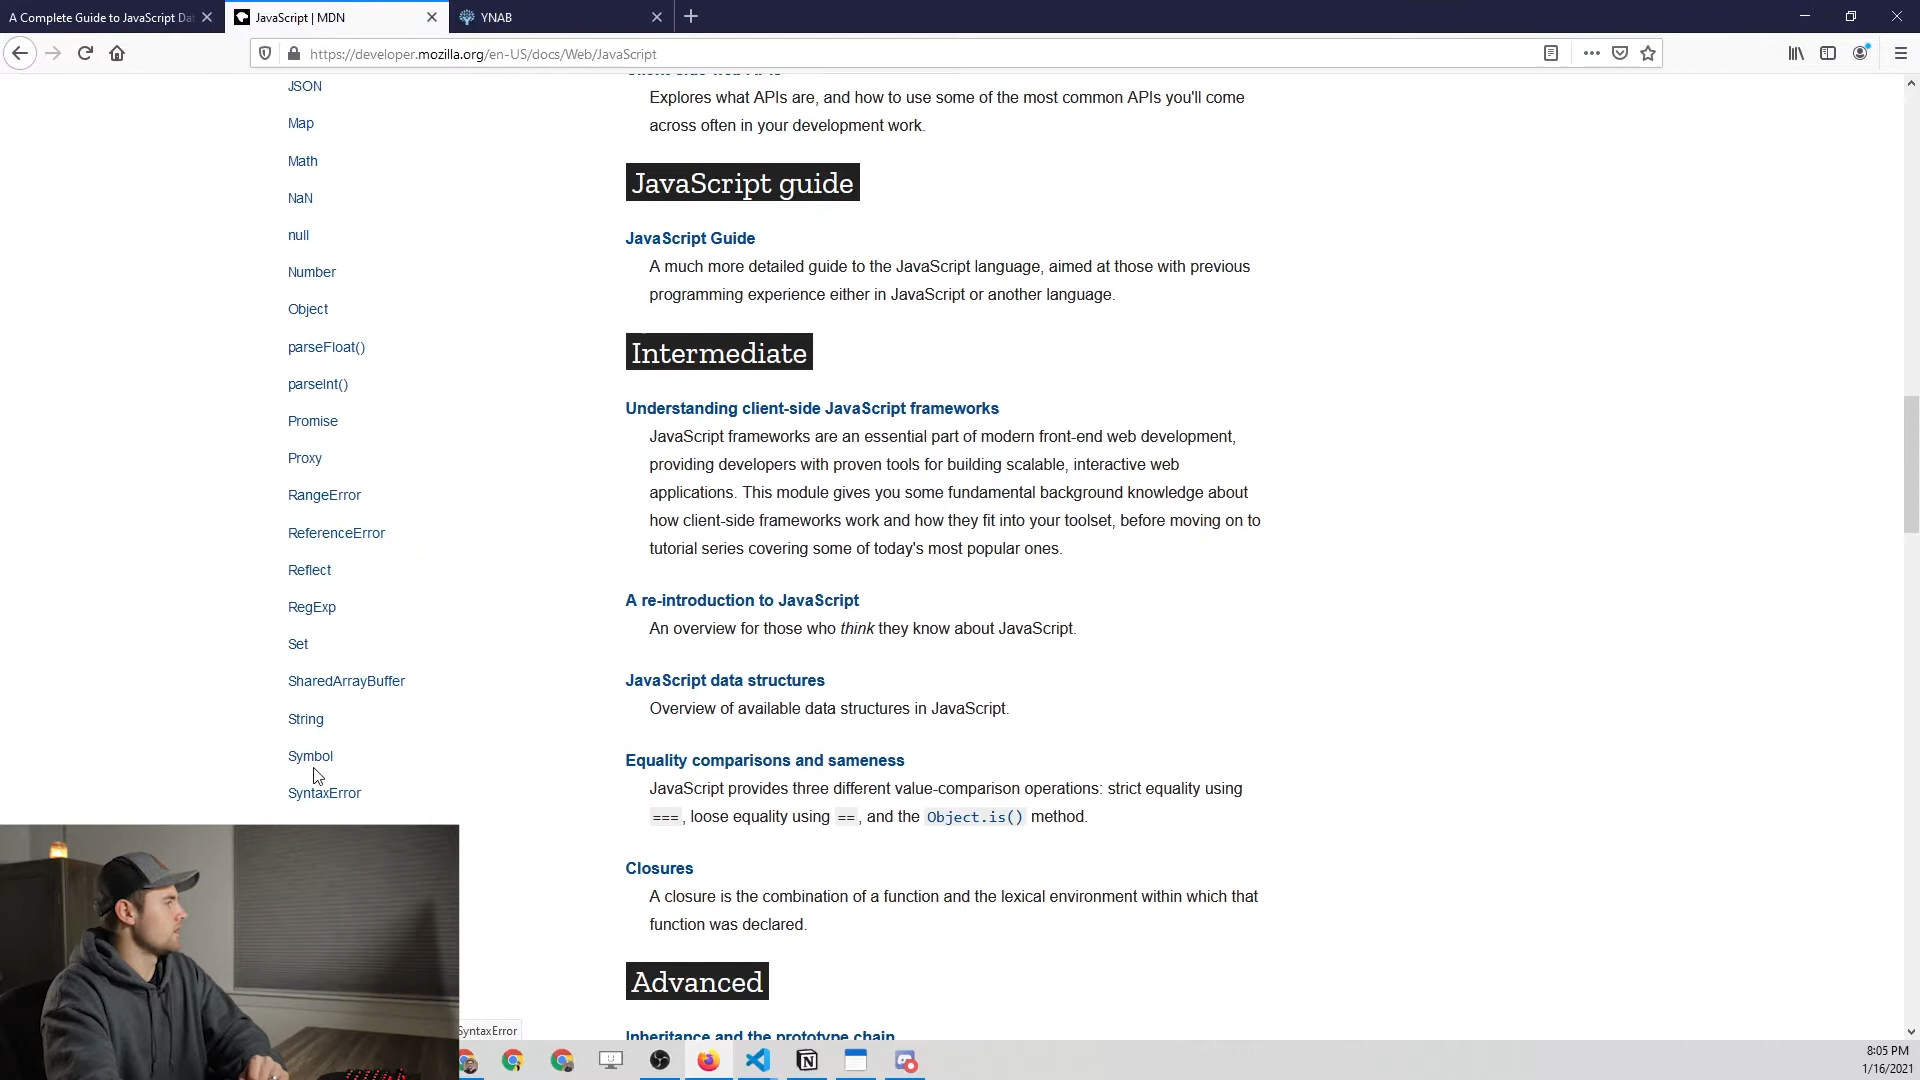 A Complete Guide to JavaScript Da
JavaScript | MDN
YNAB
https://developer.mozilla.org/en-US/docs/Web/JavaScript
JSON
Map
Math
NaN
null
Number
Object
parseFloat()
parseInt()
Promise
Proxy
RangeError
ReferenceError
Reflect
RegExp
Set
SharedArrayBuffer
String
Symbol
SyntaxError
Client-side web APIs
Explores what APIs are, and how to use some of the most common APIs you'll come
across often in your development work.
JavaScript guide
JavaScript Guide
A much more detailed guide to the JavaScript language, aimed at those with previous
programming experience either in JavaScript or another language.
Intermediate
Understanding client-side JavaScript frameworks
JavaScript frameworks are an essential part of modern front-end web development,
providing developers with proven tools for building scalable, interactive web
applications. This module gives you some fundamental background knowledge about
how client-side frameworks work and how they fit into your toolset, before moving on to
tutorial series covering some of today's most popular ones.
A re-introduction to JavaScript
An overview for those who think they know about JavaScript.
JavaScript data structures
Overview of available data structures in JavaScript.
Equality comparisons and sameness
JavaScript provides three different value-comparison operations: strict equality using
===, loose equality using ==, and the Object.is() method.
Closures
A closure is the combination of a function and the lexical environment within which that
function was declared.
Advanced
Inheritance and the prototype chain
SyntaxError
8:05 PM
1/16/2021